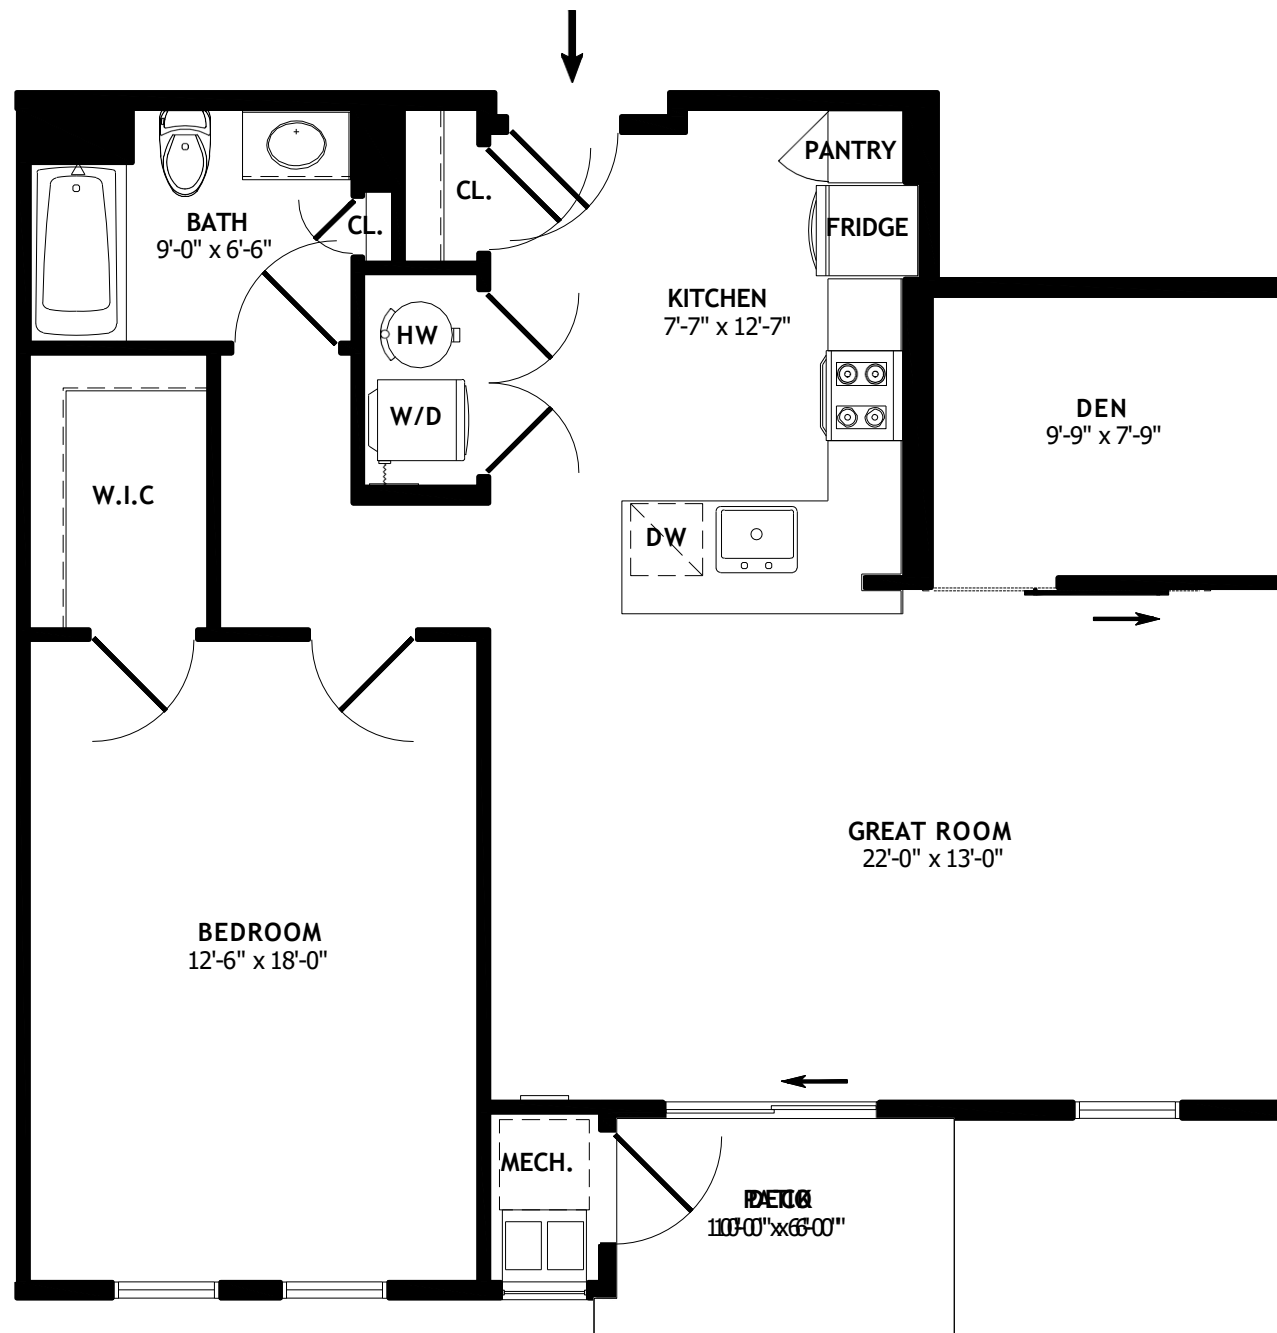 PANTRY
CL.
BATH
9'-0" x 6'-6"
CL.
FRIDGE
KITCHEN
7'-7" x 12'-7"
HW
W/D
DEN
9'-9" x 7'-9"
W.I.C
DW
GREAT ROOM
22'-0" x 13'-0"
BEDROOM
12'-6" x 18'-0"
MECH.